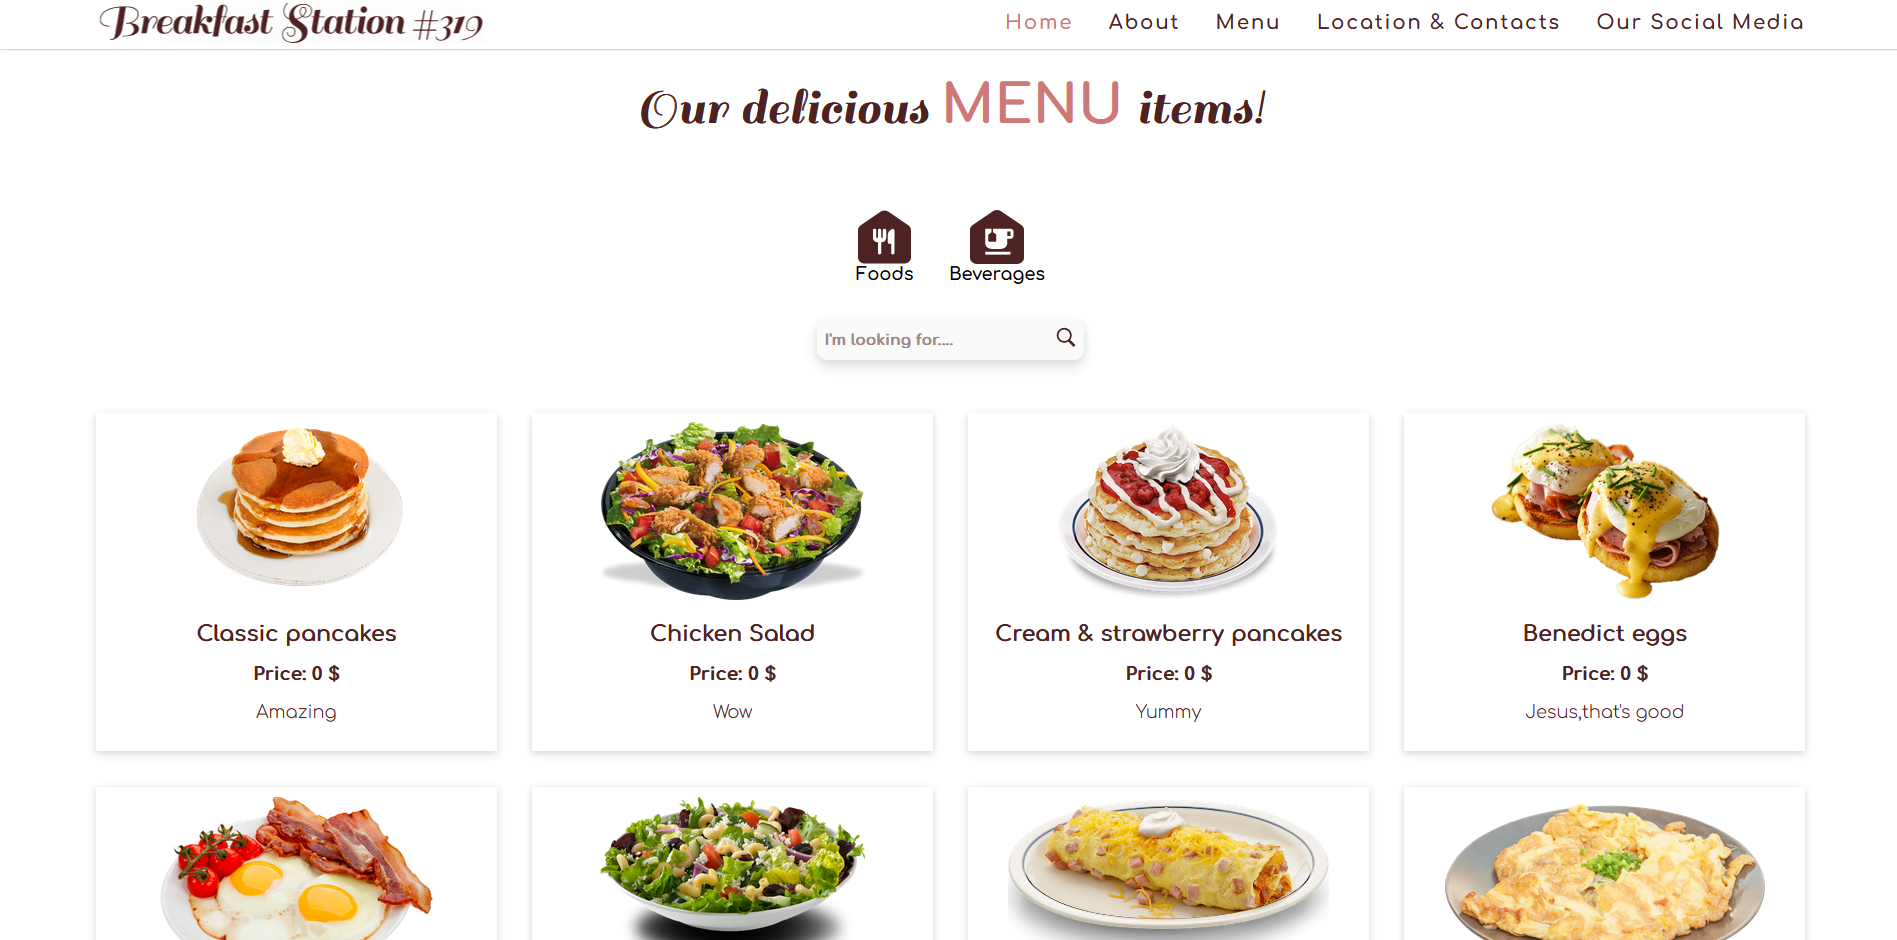 Breakfast Station #319
Home About Menu Location & Contacts Our Social Media
Our delicious MENU items!
Foods Beverages
I'm looking for....
Classic pancakes
Price: 0 $
Amazing
Chicken Salad
Price: 0 $
Wow
Cream & strawberry pancakes
Price: 0 $
Yummy
Benedict eggs
Price: 0 $
Jesus,that's good